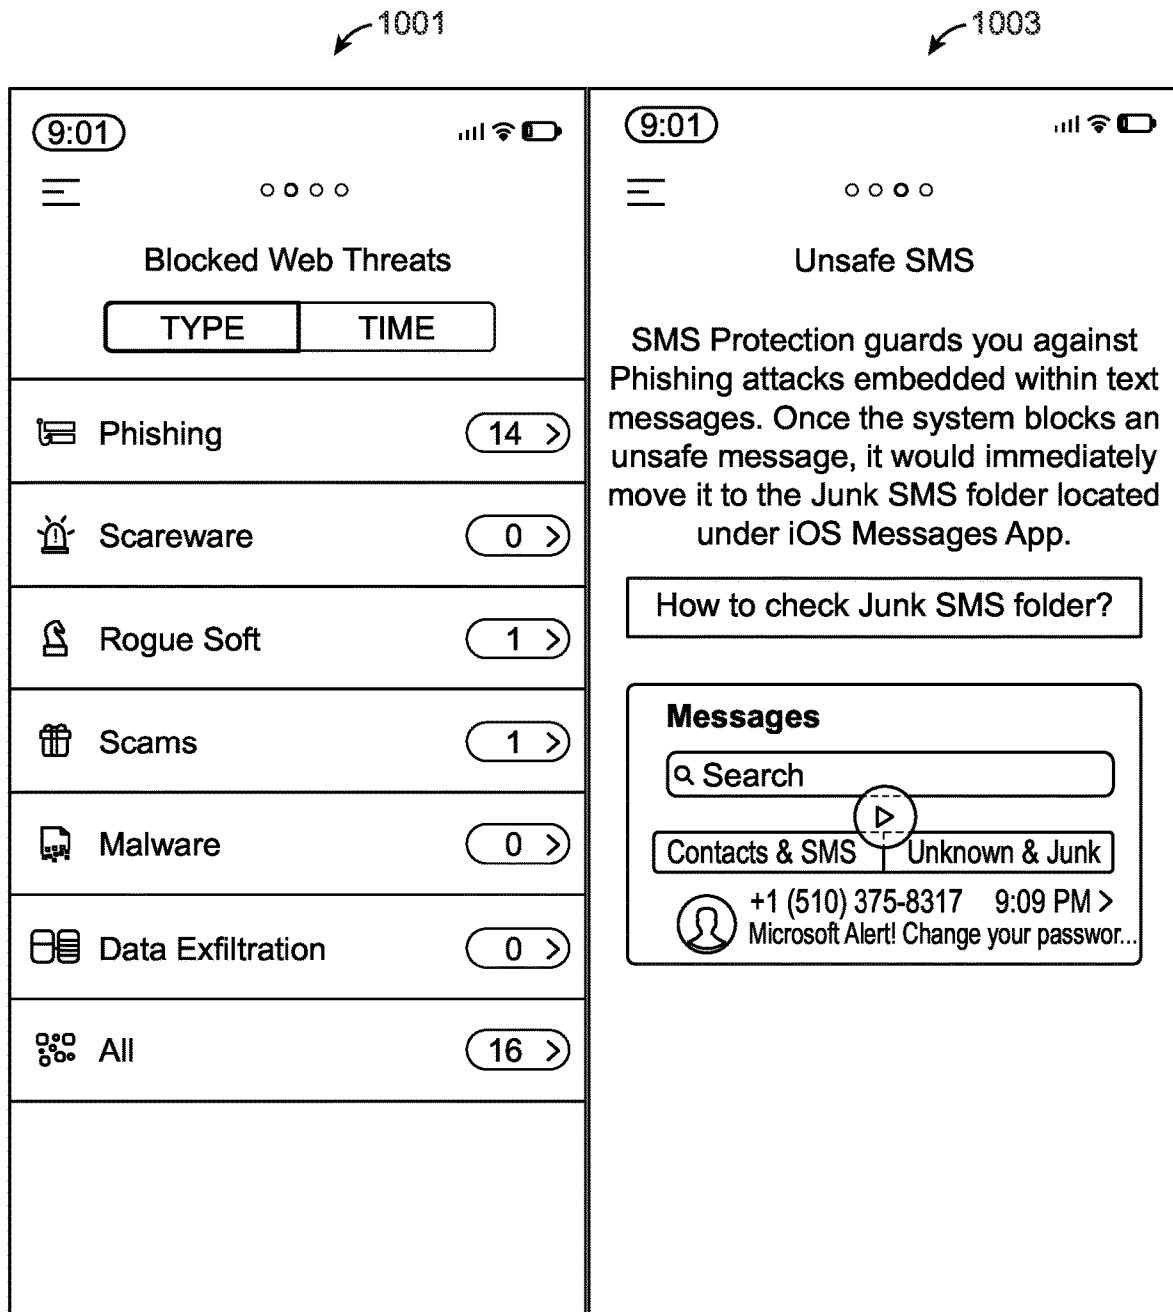 1001
9:01
Blocked Web Threats
TYPE TIME
Phishing 14 >
Scareware 0 >
Rogue Soft 1 >
Scams 1 >
Malware 0 >
Data Exfiltration 0 >
All 16 >
1003
9:01
Unsafe SMS
SMS Protection guards you against
Phishing attacks embedded within text
messages. Once the system blocks an
unsafe message, it would immediately
move it to the Junk SMS folder located
under iOS Messages App.
How to check Junk SMS folder?
Messages
Search
Contacts & SMS Unknown & Junk
+1 (510) 375-8317 9:09 PM >
Microsoft Alert! Change your passwor...